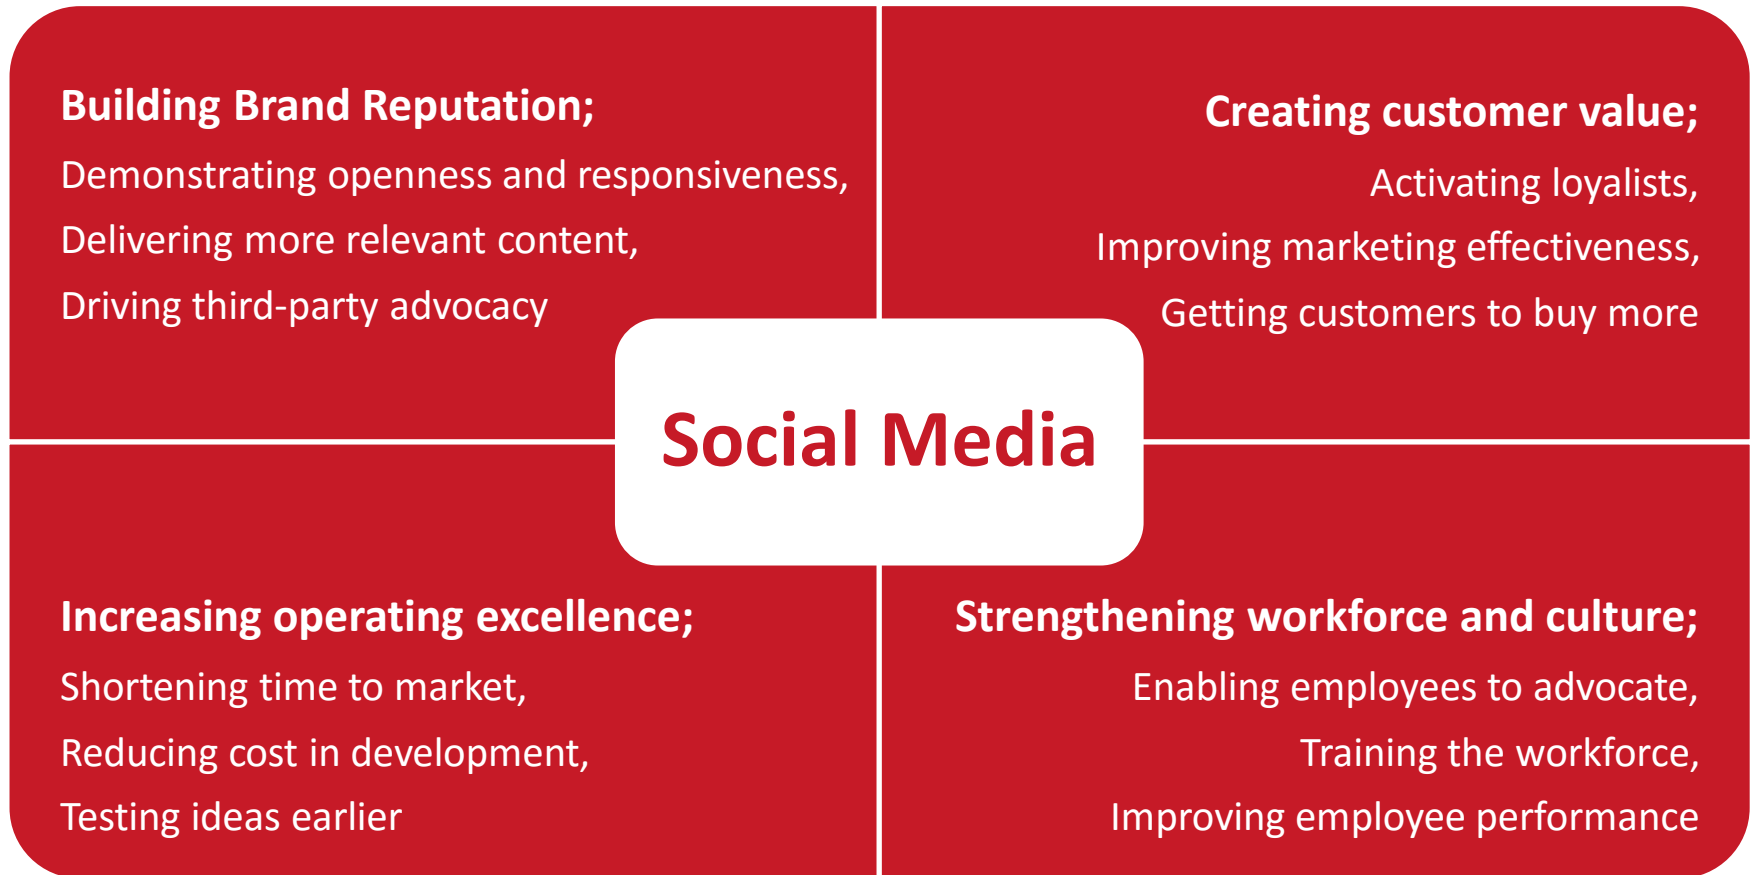 Building Brand Reputation;
Demonstrating openness and responsiveness,
Delivering more relevant content,
Driving third-party advocacy
Creating customer value;
Activating loyalists,
Improving marketing effectiveness,
Getting customers to buy more
Social Media
Increasing operating excellence;
Shortening time to market,
Reducing cost in development,
Testing ideas earlier
Strengthening workforce and culture;
Enabling employees to advocate,
Training the workforce,
Improving employee performance